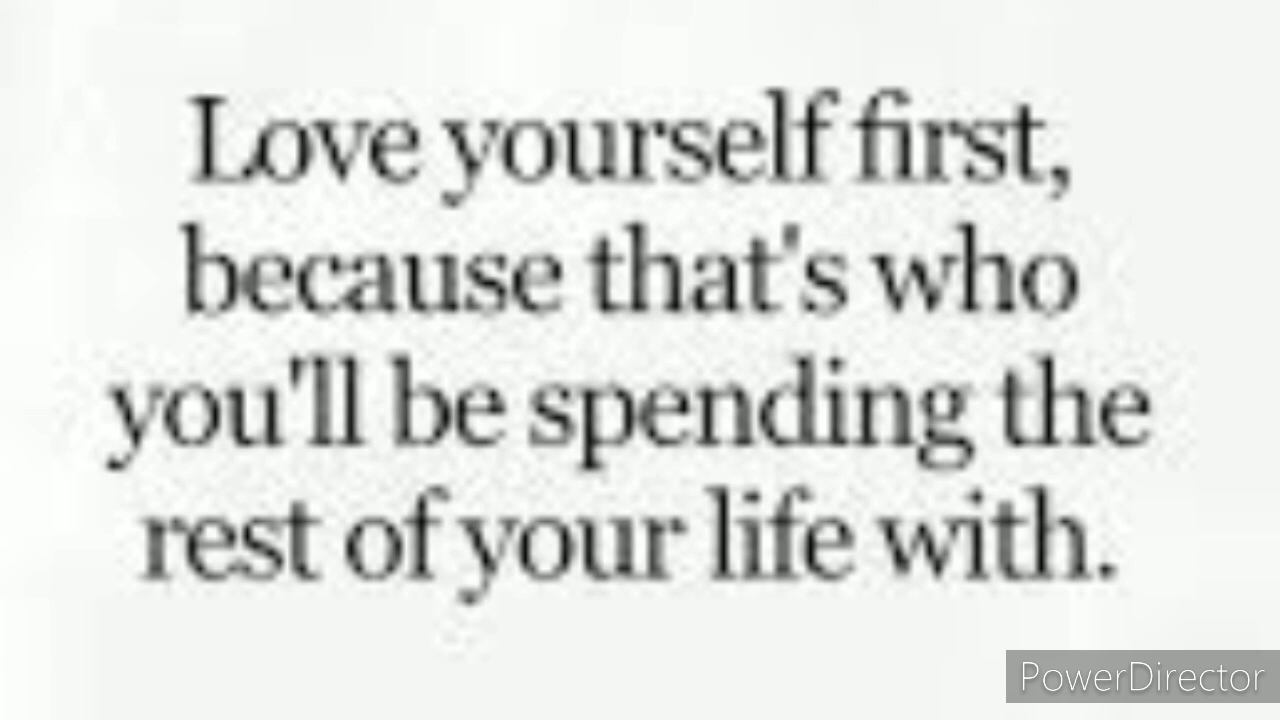 Love yourself first,
because that's who
you'll be spending the
rest of your life with.
PowerDirector